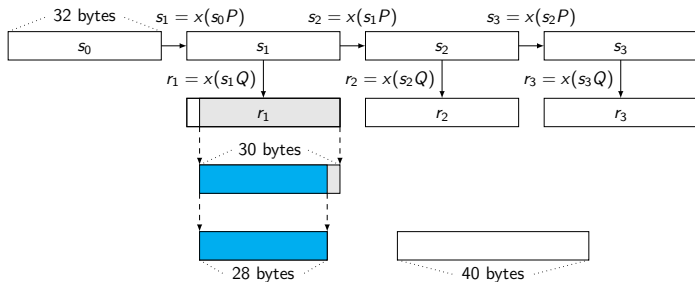 32 bytes
s₁ = x(s₀P)
s₂ = x(s₁P)
s₃ = x(s₂P)
s₀
s₁
s₂
s₃
r₁ = x(s₁Q)
r₂ = x(s₂Q)
r₃ = x(s₃Q)
r₁
r₂
r₃
30 bytes
28 bytes
40 bytes